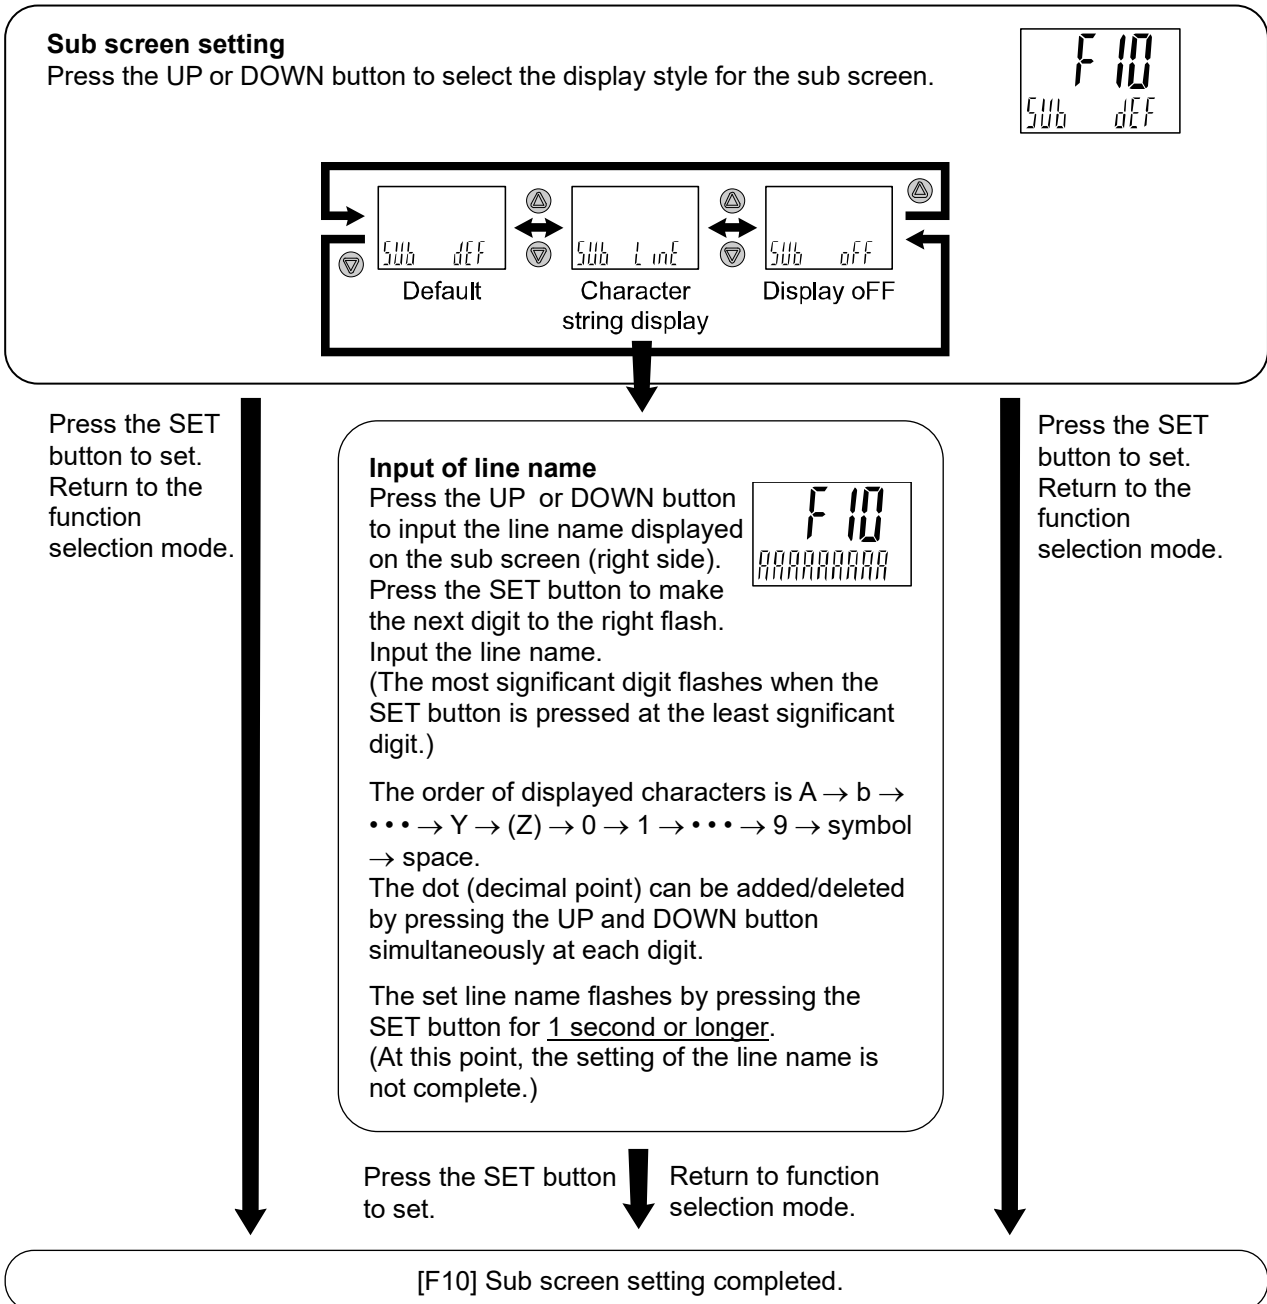 Sub screen setting
Press the UP or DOWN button to select the display style for the sub screen.
F 10
SUb dEF
SUb dEF
SUb LinE
SUb oFF
Default
Character
string display
Display oFF
Press the SET
button to set.
Return to the
function
selection mode.
Input of line name
Press the UP or DOWN button
to input the line name displayed
on the sub screen (right side).
Press the SET button to make
the next digit to the right flash.
Input the line name.
(The most significant digit flashes when the
SET button is pressed at the least significant
digit.)
F 10
AAAAAAAAA
The order of displayed characters is A → b →
• • • → Y → (Z) → 0 → 1 → • • • → 9 → symbol
→ space.
The dot (decimal point) can be added/deleted
by pressing the UP and DOWN button
simultaneously at each digit.
The set line name flashes by pressing the
SET button for 1 second or longer.
(At this point, the setting of the line name is
not complete.)
Press the SET
button to set.
Return to the
function
selection mode.
Press the SET button
to set.
Return to function
selection mode.
[F10] Sub screen setting completed.